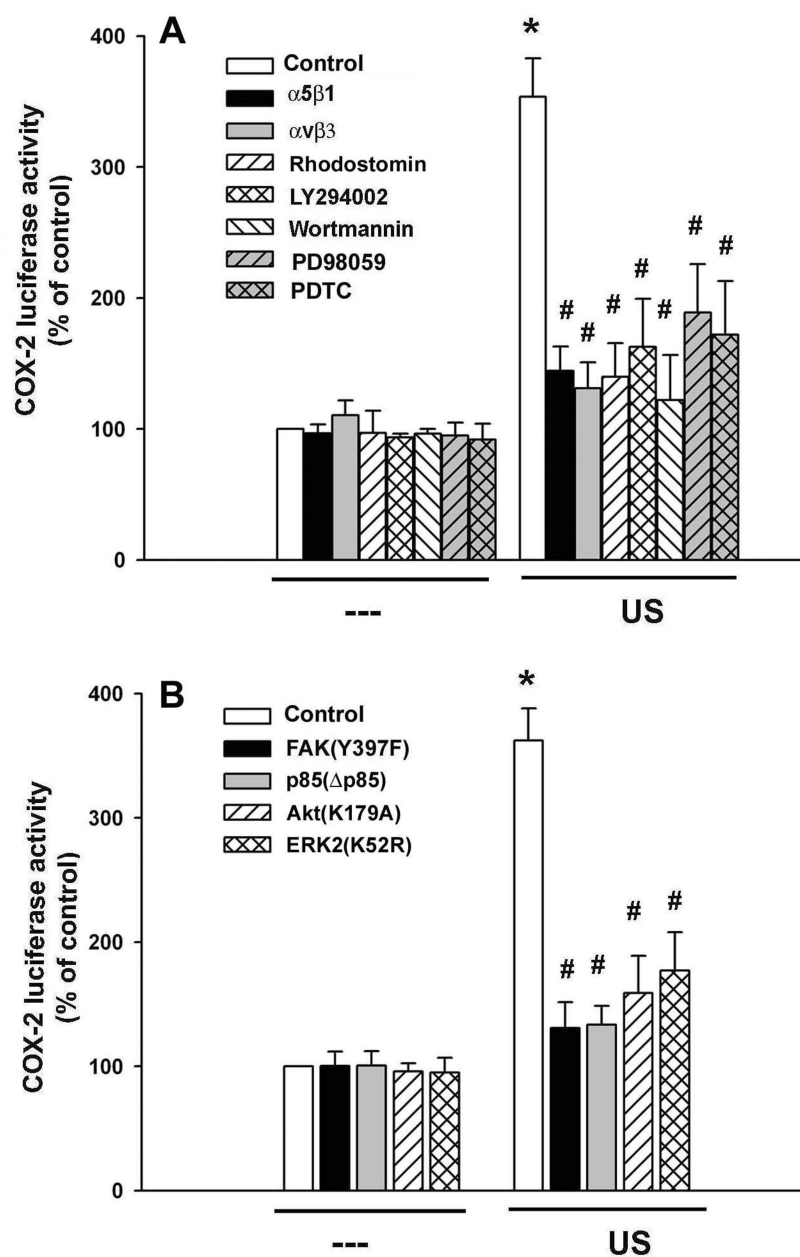 A
COX-2 luciferase activity
(% of control)
400
300
200
100
0
Control
α5β1
αvβ3
Rhodostomin
LY294002
Wortmannin
PD98059
PDTC
*
# # # # # # #
---
US
B
COX-2 luciferase activity
(% of control)
400
300
200
100
0
Control
FAK(Y397F)
p85(Δp85)
Akt(K179A)
ERK2(K52R)
*
# # # #
---
US